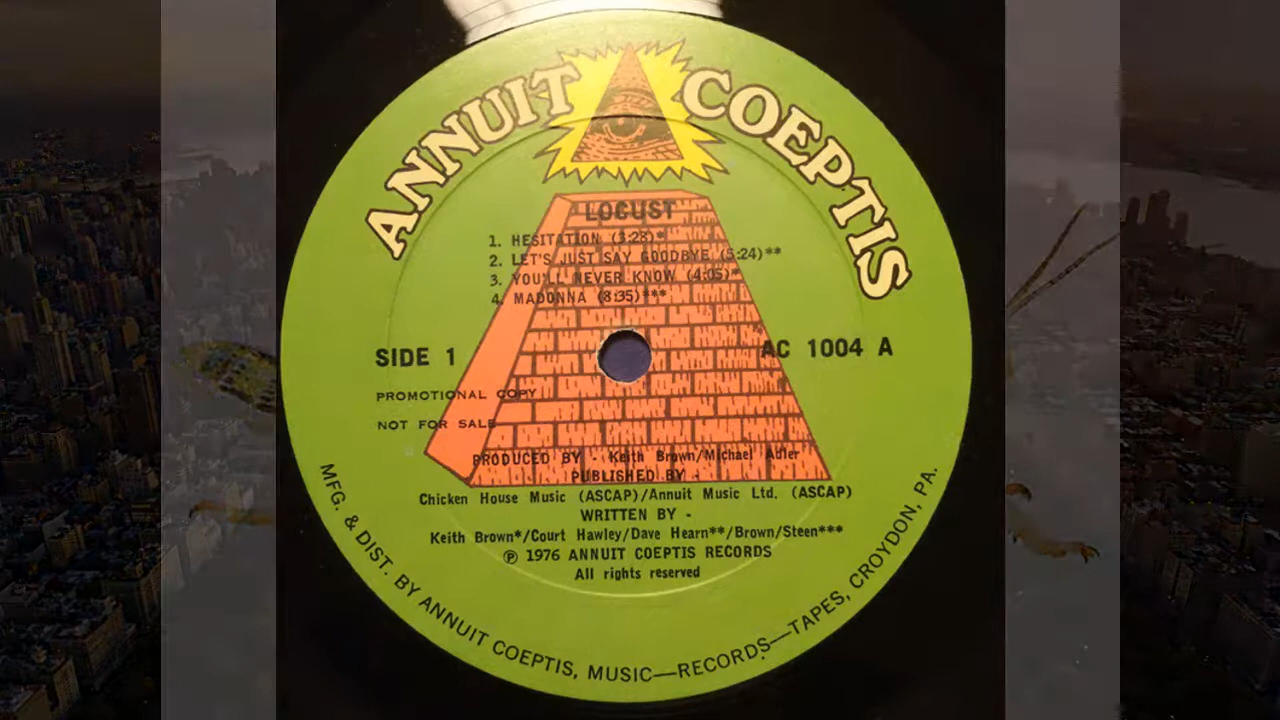 ANNUIT COEPTIS
LOCUST
1. HESITATION (3:28)*
2. LET'S JUST SAY GOODBYE (5:24)**
3. YOU'LL NEVER KNOW (4:05)*
4. MADONNA (8:35)***
SIDE 1
AC 1004 A
PROMOTIONAL COPY
NOT FOR SALE
PRODUCED BY - Keith Brown/Michael Adler
PUBLISHED BY -
Chicken House Music (ASCAP)/Annuit Music Ltd. (ASCAP)
WRITTEN BY -
Keith Brown*/Court Hawley/Dave Hearn**/Brown/Steen***
℗ 1976 ANNUIT COEPTIS RECORDS
All rights reserved
MFG. & DIST. BY ANNUIT COEPTIS, MUSIC—RECORDS—TAPES, CROYDON, PA.